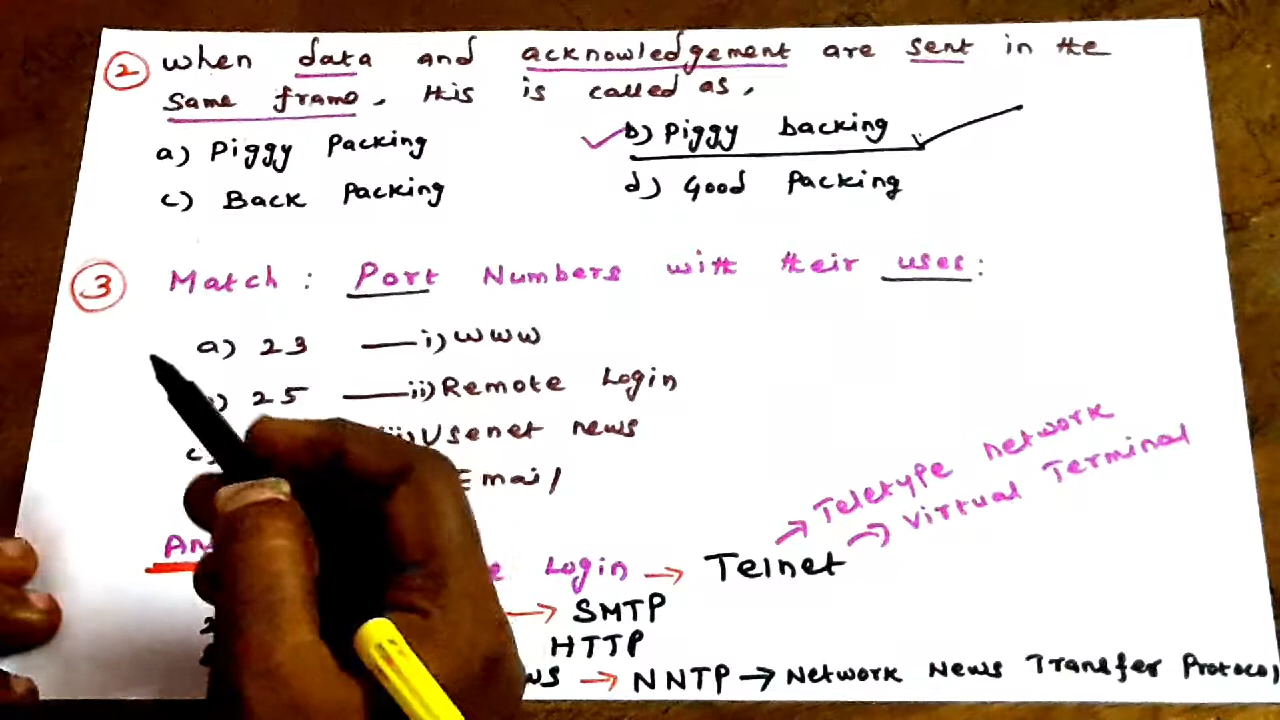 2 When data and acknowledgement are sent in the
same frame, this is called as,
a) Piggy Packing b) Piggy backing
c) Back Packing d) Good Packing
3 Match : Port Numbers with their uses:
a) 23 — i) www
) 25 — ii) Remote Login
c) Usenet news
Email
Teletype network
Virtual Terminal
Login → Telnet
→ SMTP
HTTP
→ NNTP → Network News Transfer Protocol